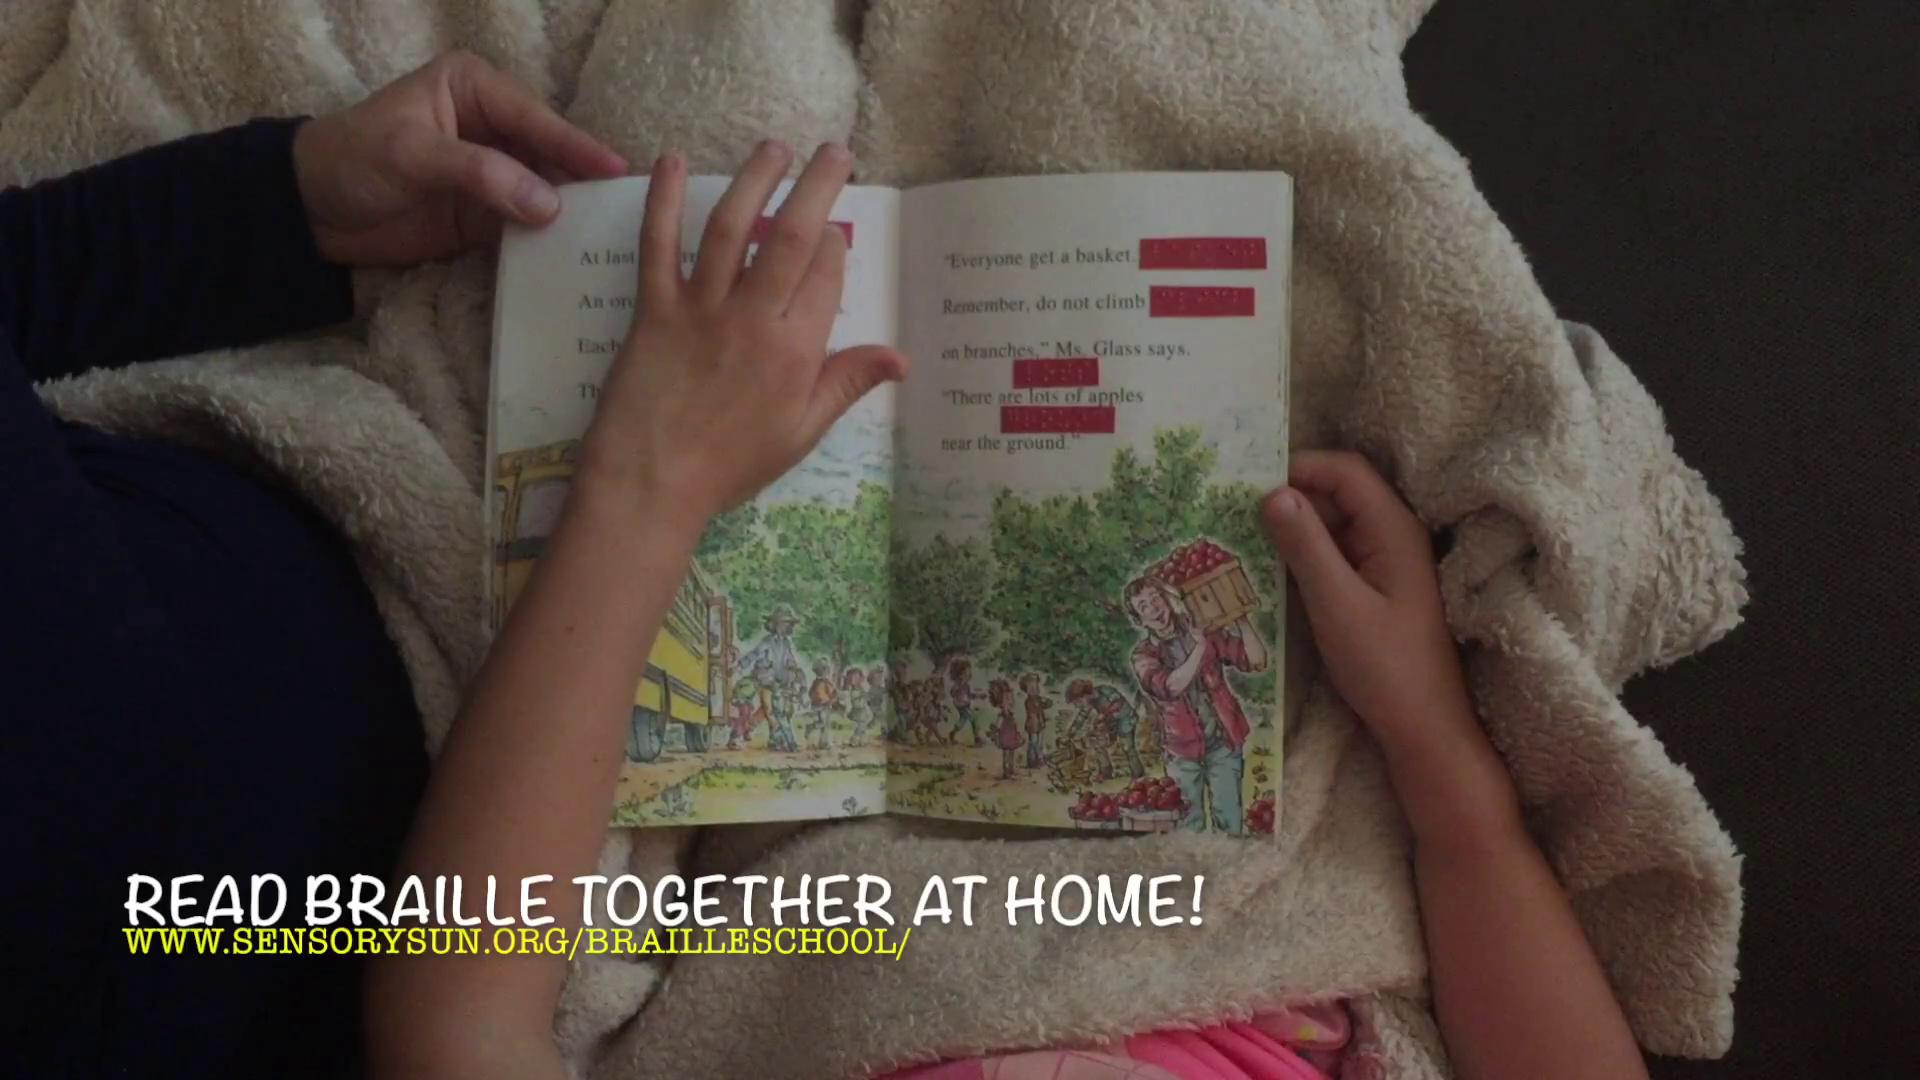 At last
An
Each
"Everyone get a basket.
Remember, do not climb
on branches," Ms. Glass says.
"There are lots of apples
near the ground."
READ BRAILLE TOGETHER AT HOME!
WWW.SENSORYSUN.ORG/BRAILLESCHOOL/